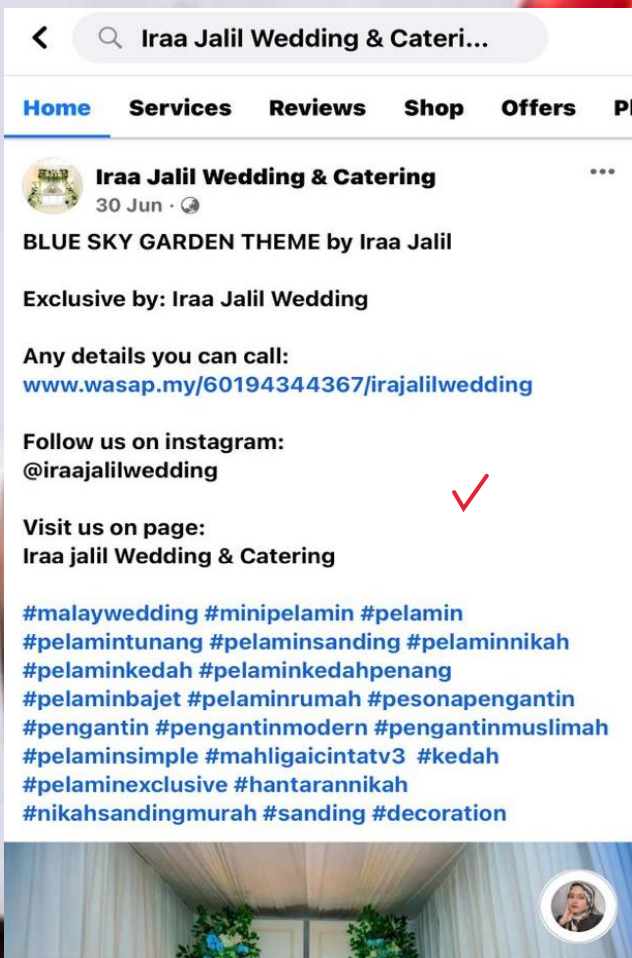 Iraa Jalil Wedding & Cateri...
Home Services Reviews Shop Offers
Iraa Jalil Wedding & Catering
30 Jun ·
BLUE SKY GARDEN THEME by Iraa Jalil
Exclusive by: Iraa Jalil Wedding
Any details you can call:
www.wasap.my/60194344367/irajalilwedding
Follow us on instagram:
@iraajalilwedding
Visit us on page:
Iraa jalil Wedding & Catering
#malaywedding #minipelamin #pelamin
#pelamintunang #pelaminsanding #pelaminnikah
#pelaminkedah #pelaminkedahpenang
#pelaminbajet #pelaminrumah #pesonapengantin
#pengantin #pengantinmodern #pengantinmuslimah
#pelaminsimple #mahligaicintatv3 #kedah
#pelaminexclusive #hantarannikah
#nikahsandingmurah #sanding #decoration